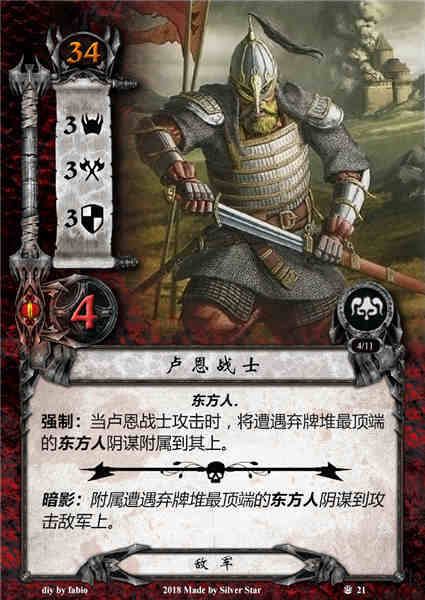 34
3
3
3
4
4/11
卢恩战士
东方人.
强制：当卢恩战士攻击时，将遭遇弃牌堆最顶端
的东方人阴谋附属到其上。
暗影：附属遭遇弃牌堆最顶端的东方人阴谋到攻
击敌军上。
敌军
diy by fabio 2018 Made by Silver Star 21